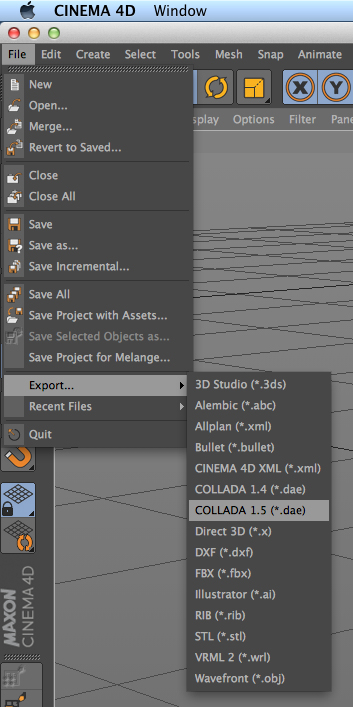 CINEMA 4D Window
File Edit Create Select Tools Mesh Snap Animate
New
Open...
Merge...
Revert to Saved...
Close
Close All
Save
Save as...
Save Incremental...
Save All
Save Project with Assets...
Save Selected Objects as...
Save Project for Melange...
Export...
Recent Files
Quit
X Y
splay Options Filter Pane
3D Studio (*.3ds)
Alembic (*.abc)
Allplan (*.xml)
Bullet (*.bullet)
CINEMA 4D XML (*.xml)
COLLADA 1.4 (*.dae)
COLLADA 1.5 (*.dae)
Direct 3D (*.x)
DXF (*.dxf)
FBX (*.fbx)
Illustrator (*.ai)
RIB (*.rib)
STL (*.stl)
VRML 2 (*.wrl)
Wavefront (*.obj)
MAXON
CINEMA 4D